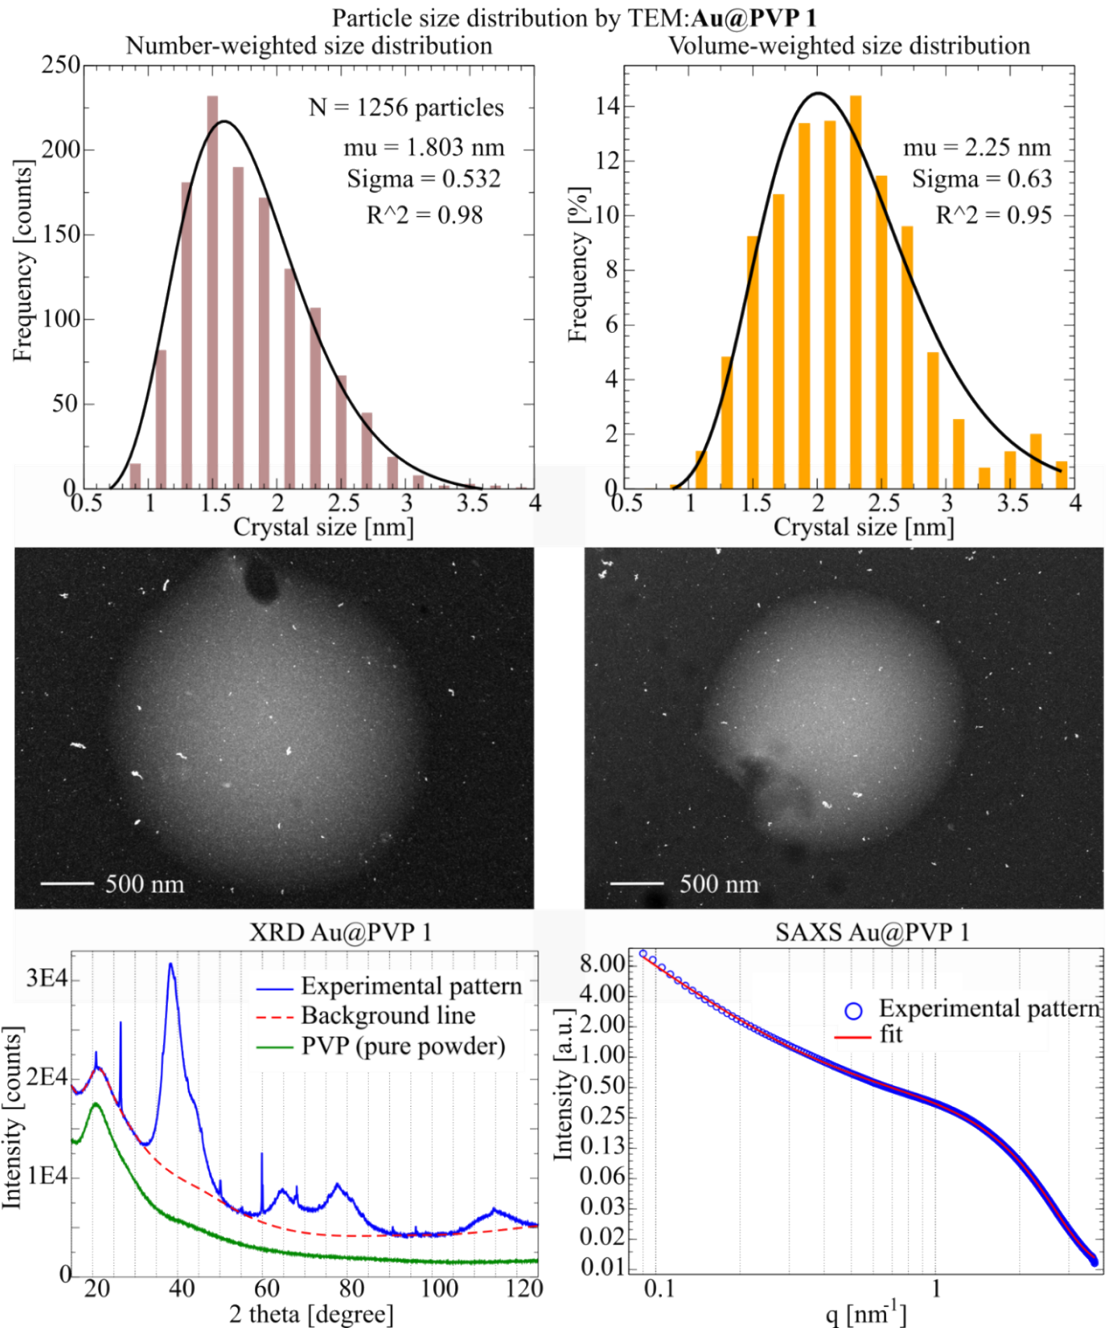 Particle size distribution by TEM:Au@PVP 1
Number-weighted size distribution
Frequency [counts]
250
200
150
100
50
0
N = 1256 particles
mu = 1.803 nm
Sigma = 0.532
R^2 = 0.98
0.5 1 1.5 2 2.5 3 3.5 4
Crystal size [nm]
Volume-weighted size distribution
Frequency [%]
14
12
10
8
6
4
2
0
mu = 2.25 nm
Sigma = 0.63
R^2 = 0.95
0.5 1 1.5 2 2.5 3 3.5 4
Crystal size [nm]
500 nm
500 nm
XRD Au@PVP 1
Intensity [counts]
3E4
2E4
1E4
0
Experimental pattern
Background line
PVP (pure powder)
20 40 60 80 100 120
2 theta [degree]
SAXS Au@PVP 1
Intensity [a.u.]
8.00
4.00
2.00
1.00
0.50
0.25
0.13
0.06
0.03
0.02
0.01
Experimental pattern
fit
0.1 1
q [nm-1]